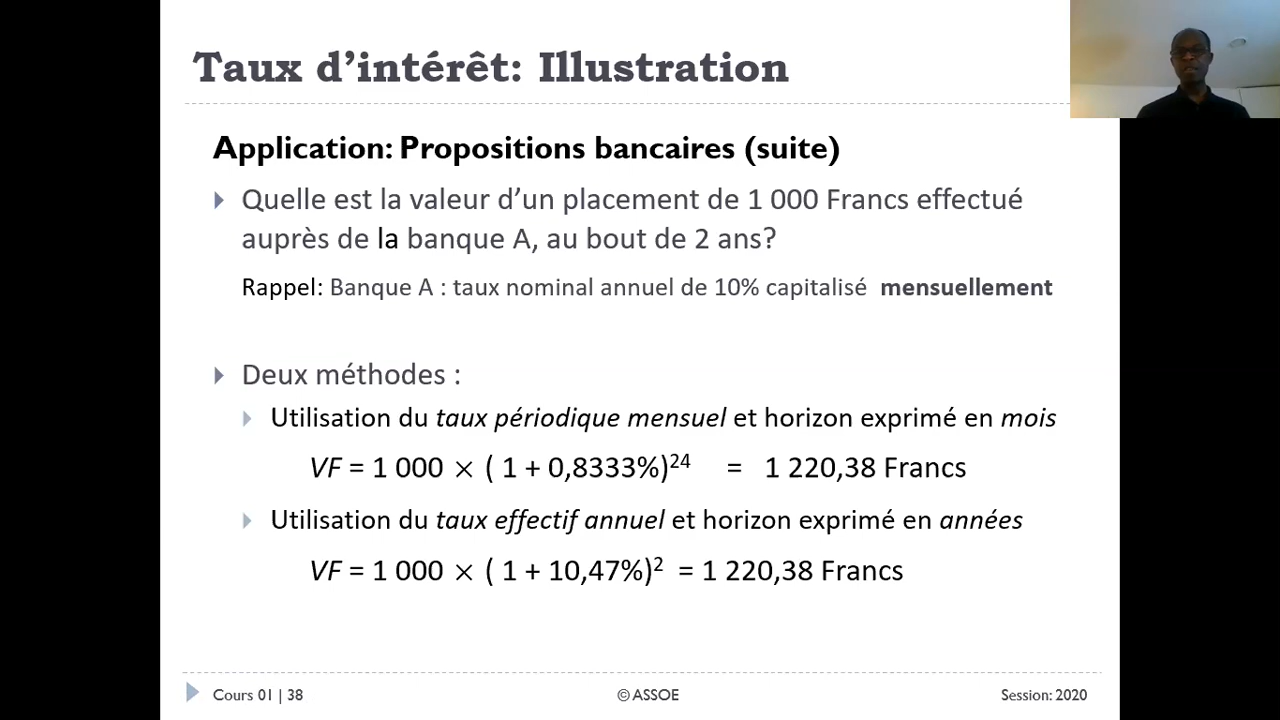 Taux d’intérêt: Illustration
Application: Propositions bancaires (suite)
Quelle est la valeur d’un placement de 1 000 Francs effectué
auprès de la banque A, au bout de 2 ans?
Rappel: Banque A : taux nominal annuel de 10% capitalisé mensuellement
Deux méthodes :
Utilisation du taux périodique mensuel et horizon exprimé en mois
VF = 1 000 × ( 1 + 0,8333%)²⁴ = 1 220,38 Francs
Utilisation du taux effectif annuel et horizon exprimé en années
VF = 1 000 × ( 1 + 10,47%)² = 1 220,38 Francs
Cours 01 | 38
© ASSOE
Session: 2020